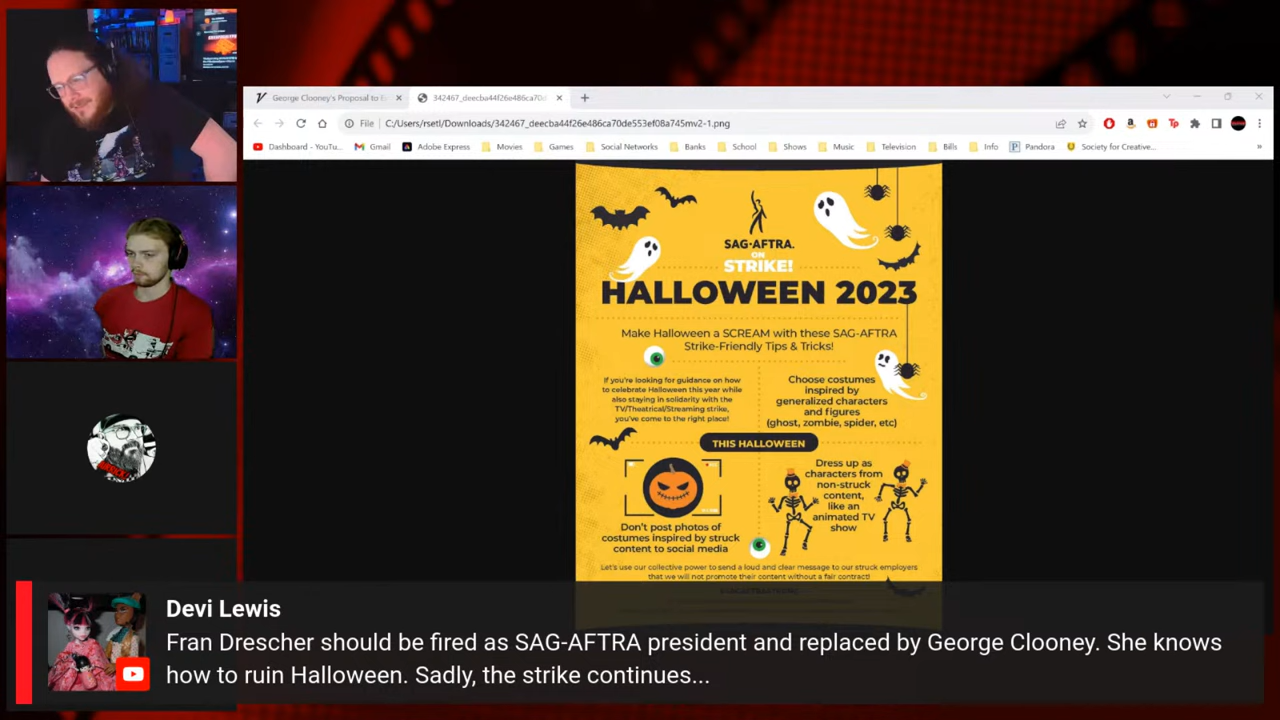 George Clooney's Proposal to E
342467_deecba44f26e486ca70d
File
C:/Users/rsetl/Downloads/342467_deecba44f26e486ca70de553ef08a745mv2-1.png
Dashboard - YouTu...
Gmail
Adobe Express
Movies
Games
Social Networks
Banks
School
Shows
Music
Television
Bills
Info
Pandora
Society for Creative...
SAG·AFTRA.
ON
STRIKE!
HALLOWEEN 2023
Make Halloween a SCREAM with these SAG-AFTRA
Strike-Friendly Tips & Tricks!
If you're looking for guidance on how
to celebrate Halloween this year while
also staying in solidarity with the
TV/Theatrical/Streaming strike,
you've come to the right place!
Choose costumes
inspired by
generalized characters
and figures
(ghost, zombie, spider, etc)
THIS HALLOWEEN
Don't post photos of
costumes inspired by struck
content to social media
Dress up as
characters from
non-struck
content,
like an
animated TV
show
Let's use our collective power to send a loud and clear message to our struck employers
that we will not promote their content without a fair contract!
Devi Lewis
Fran Drescher should be fired as SAG-AFTRA president and replaced by George Clooney. She knows
how to ruin Halloween. Sadly, the strike continues...